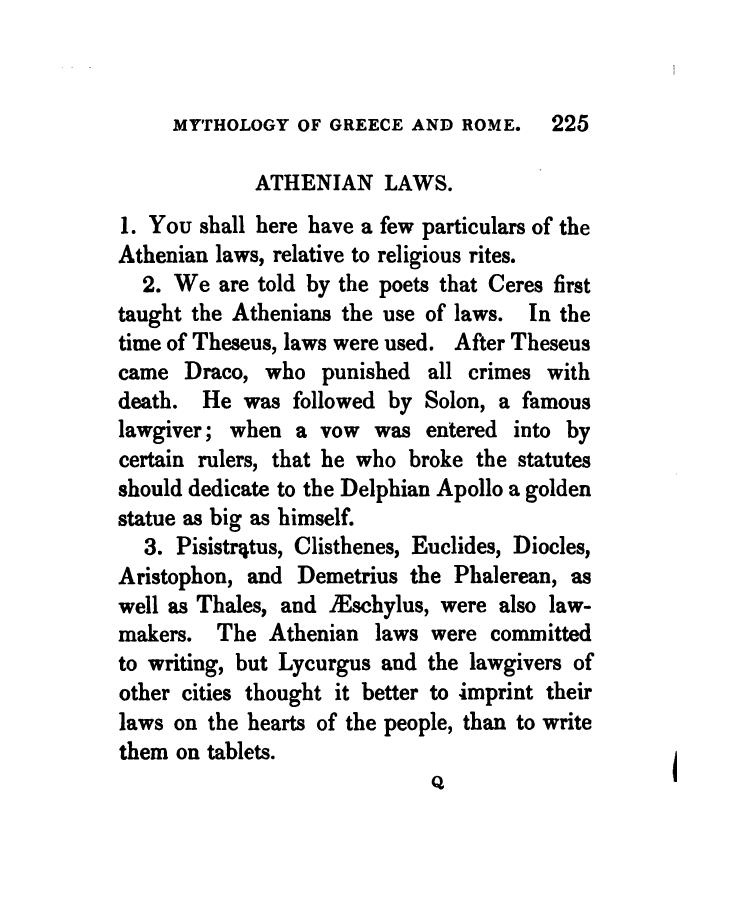 MYTHOLOGY OF GREECE AND ROME. 225
ATHENIAN LAWS.
1. You shall here have a few particulars of the
Athenian laws, relative to religious rites.
2. We are told by the poets that Ceres first
taught the Athenians the use of laws. In the
time of Theseus, laws were used. After Theseus
came Draco, who punished all crimes with
death. He was followed by Solon, a famous
lawgiver; when a vow was entered into by
certain rulers, that he who broke the statutes
should dedicate to the Delphian Apollo a golden
statue as big as himself.
3. Pisistratus, Clisthenes, Euclides, Diocles,
Aristophon, and Demetrius the Phalerean, as
well as Thales, and Æschylus, were also law-
makers. The Athenian laws were committed
to writing, but Lycurgus and the lawgivers of
other cities thought it better to imprint their
laws on the hearts of the people, than to write
them on tablets.
Q